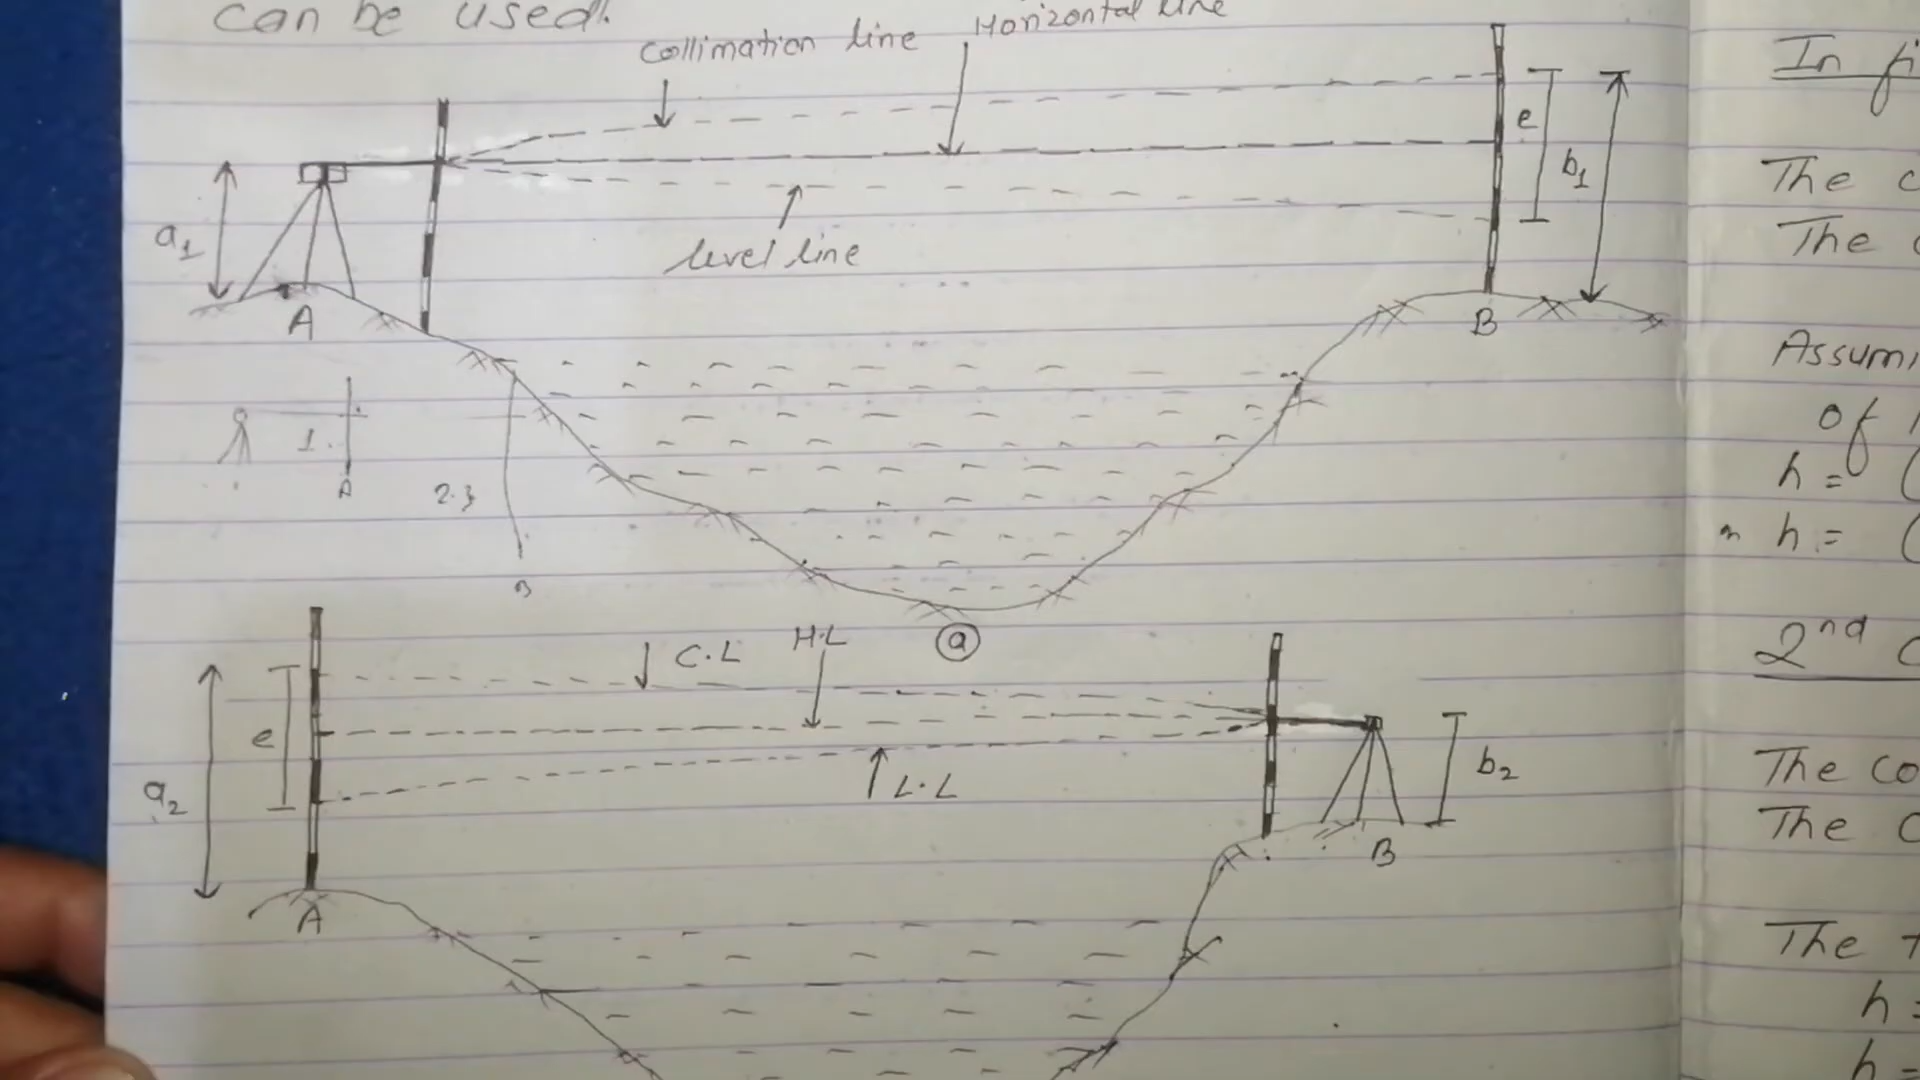 can be used.
Collimation line
Horizontal line
e
b1
a1
level line
A
B
1.
A
2.3
B
a
C.L
H.L
e
a2
L.L
b2
A
B
In
The
The
Assumi
of
h =
h =
2nd
The co
The
The
h =
h =